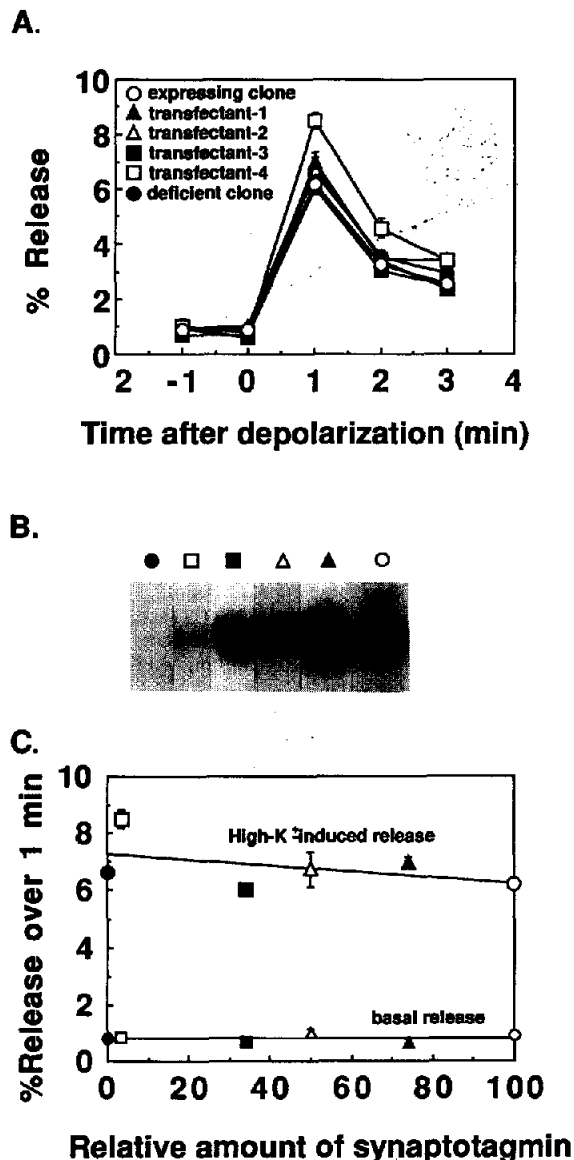 A.
10
8
6
4
2
0
% Release
○ expressing clone
▲ transfectant-1
△ transfectant-2
■ transfectant-3
□ transfectant-4
● deficient clone
2 -1 0 1 2 3 4
Time after depolarization (min)
B.
● □ ■ △ ▲ ○
C.
10
8
6
4
2
0
%Release over 1 min
High-K+-induced release
basal release
0 20 40 60 80 100
Relative amount of synaptotagmin